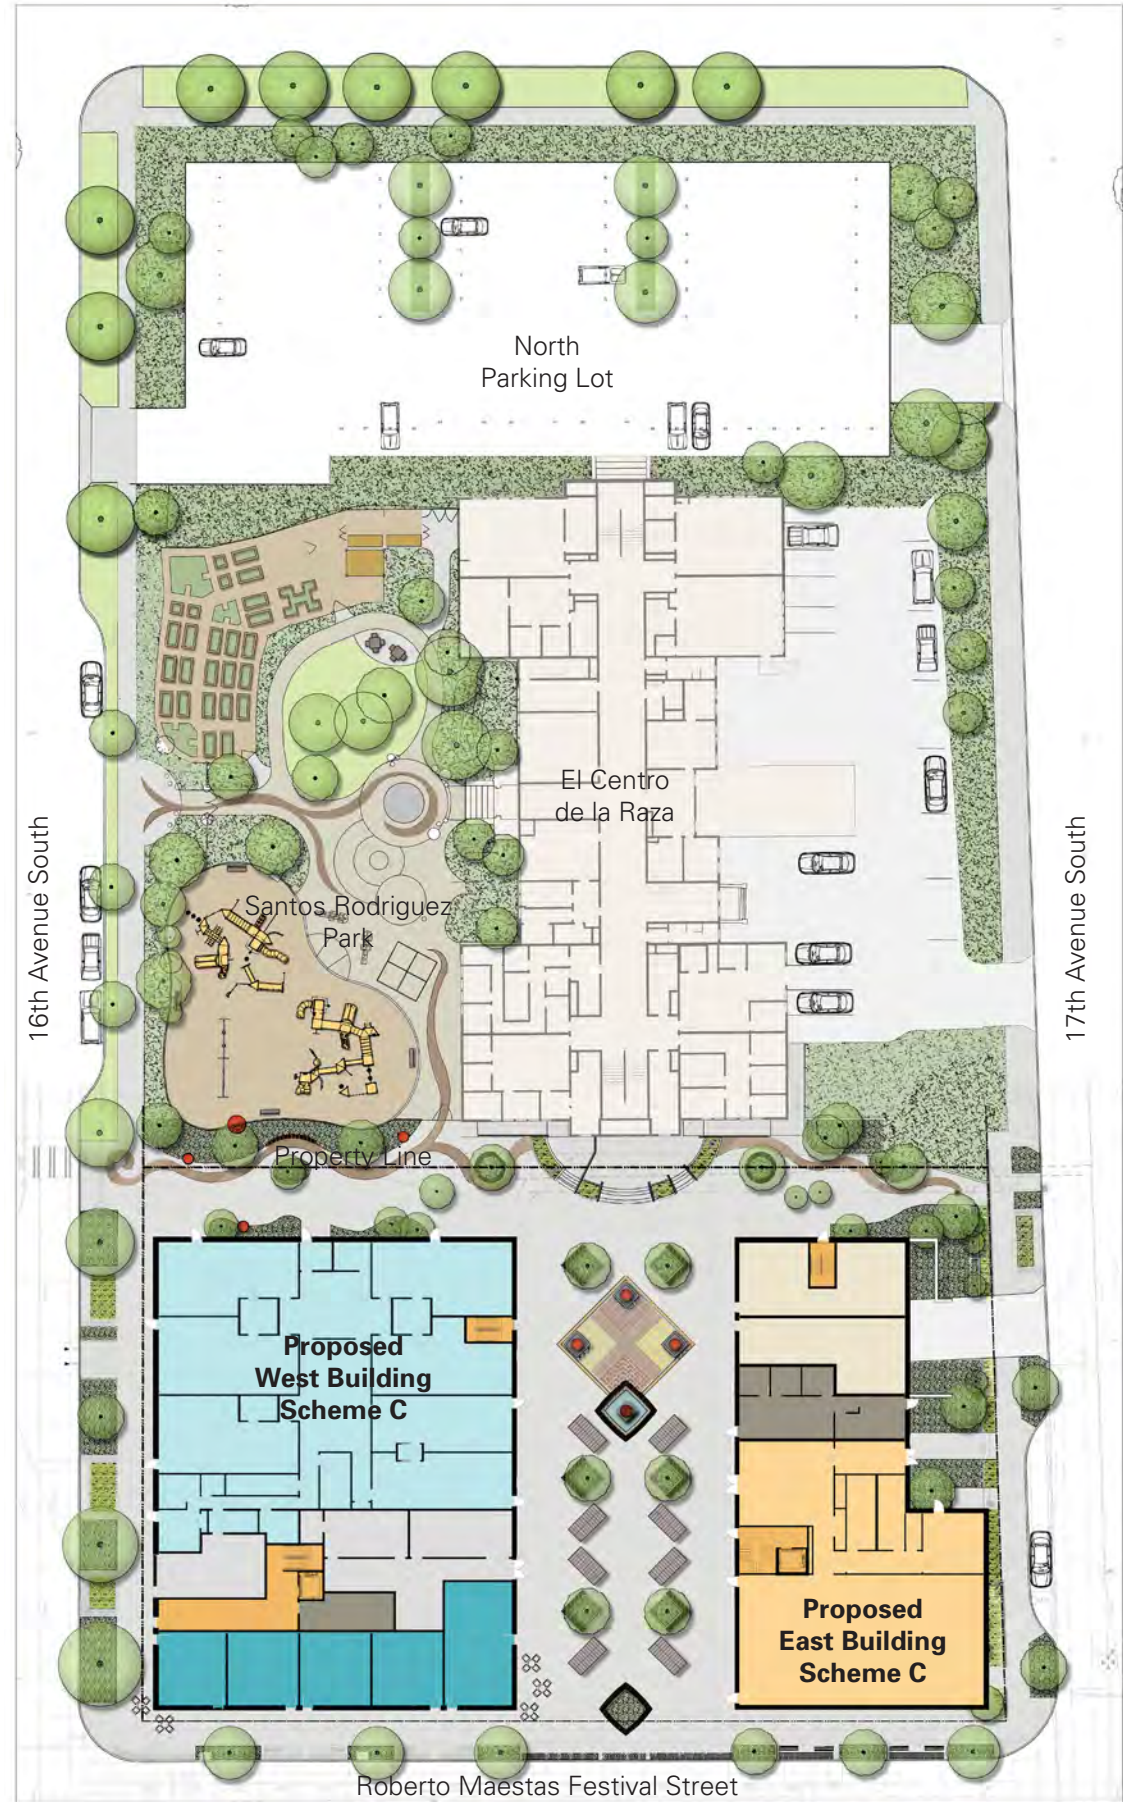 North
Parking Lot
El Centro
de la Raza
16th Avenue South
17th Avenue South
Santos Rodriguez
Park
Property Line
Proposed
West Building
Scheme C
Proposed
East Building
Scheme C
Roberto Maestas Festival Street